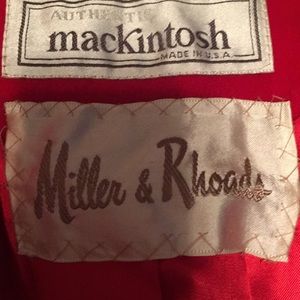 AUTHENTIC
mackintosh
MADE IN U.S.A.
Miller & Rhoads